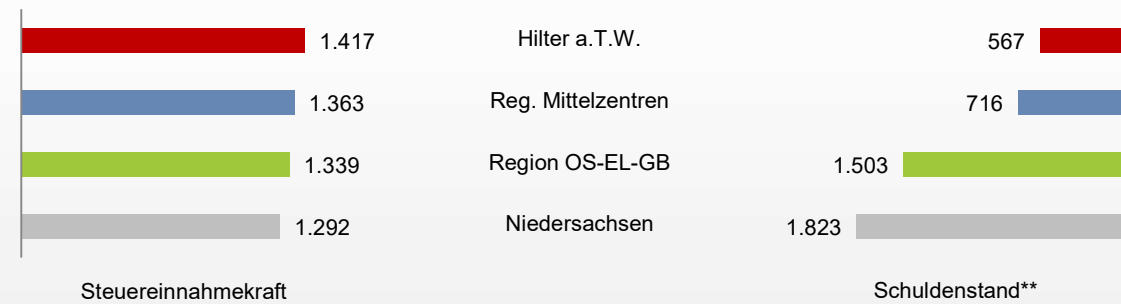 1.417 Hilter a.T.W. 567
1.363 Reg. Mittelzentren 716
1.339 Region OS-EL-GB 1.503
1.292 Niedersachsen 1.823
Steuereinnahmekraft Schuldenstand**